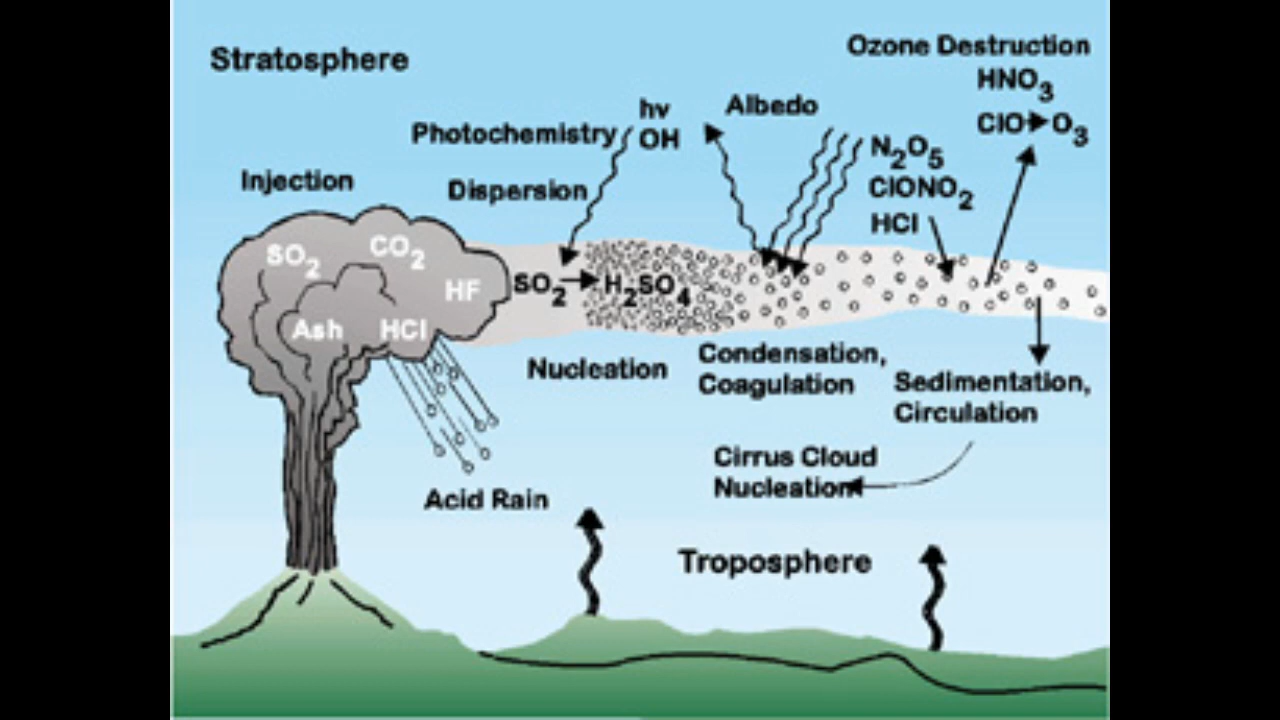 Stratosphere
Ozone Destruction
HNO3
ClO O3
Albedo
hv
OH
Photochemistry
N2O5
ClONO2
HCl
Injection
Dispersion
SO2
CO2
HF
Ash
HCl
SO2 H2SO4
Nucleation
Condensation,
Coagulation
Sedimentation,
Circulation
Cirrus Cloud
Nucleation
Acid Rain
Troposphere